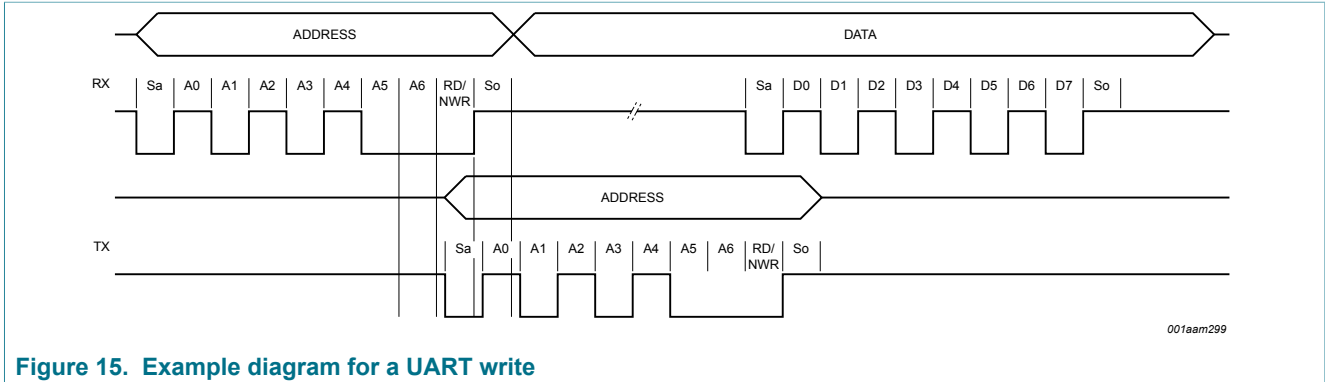 ADDRESS DATA
RX Sa A0 A1 A2 A3 A4 A5 A6 RD/ So Sa D0 D1 D2 D3 D4 D5 D6 D7 So
NWR
ADDRESS
TX Sa A0 A1 A2 A3 A4 A5 A6 RD/ So
NWR
001aam299
Figure 15. Example diagram for a UART write